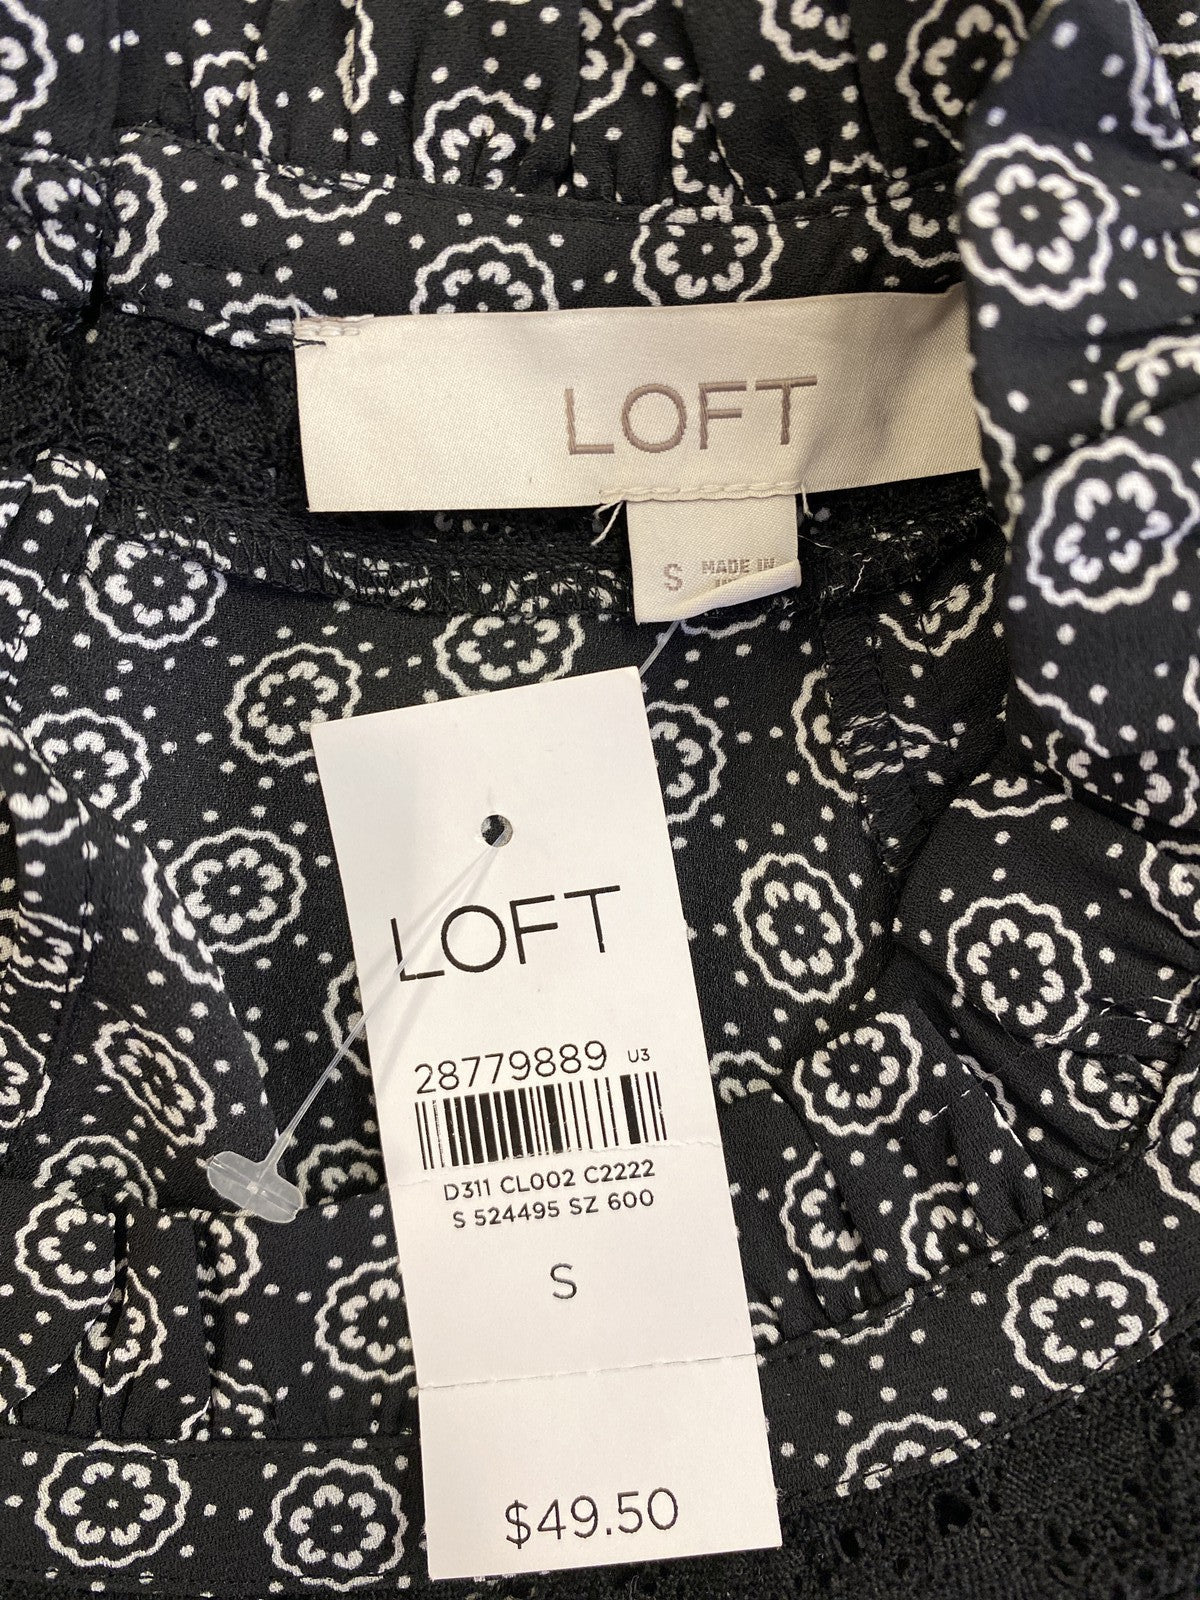 LOFT
S MADE IN
LOFT
28779889 U3
D311 CL002 C2222
S 524495 SZ 600
S
$49.50